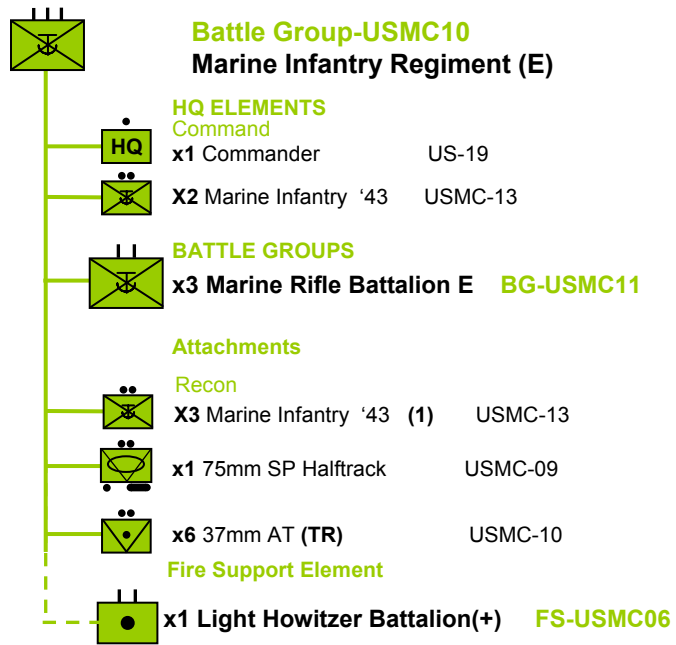 Battle Group-USMC10
Marine Infantry Regiment (E)
HQ ELEMENTS
Command
HQ
x1 Commander US-19
X2 Marine Infantry ‘43 USMC-13
BATTLE GROUPS
x3 Marine Rifle Battalion E BG-USMC11
Attachments
Recon
X3 Marine Infantry ‘43 (1) USMC-13
x1 75mm SP Halftrack USMC-09
x6 37mm AT (TR) USMC-10
Fire Support Element
x1 Light Howitzer Battalion(+) FS-USMC06